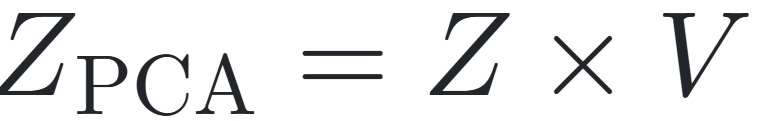 Z_PCA = Z × V